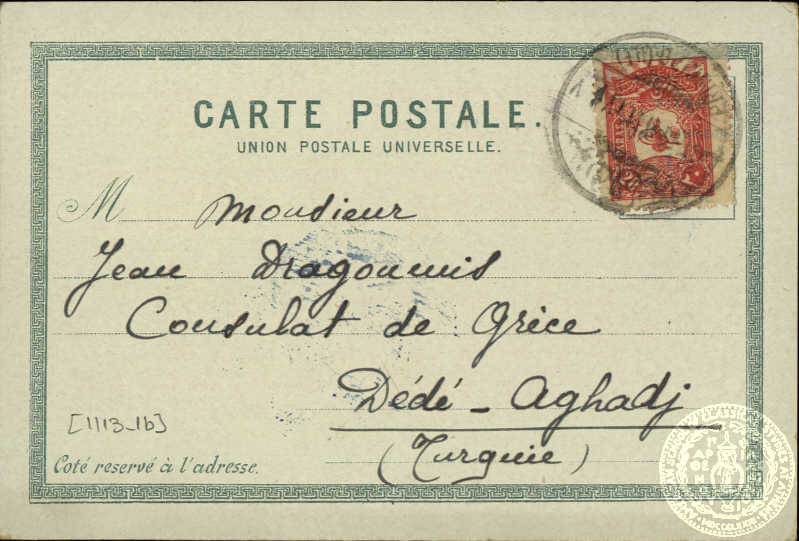 CARTE POSTALE.
UNION POSTALE UNIVERSELLE.
M Monsieur
Jean Dragoumis
Consulat de Grèce
Dédé - Aghadj
(Turquie)
[1113_1b]
Coté reservé à l'adresse.